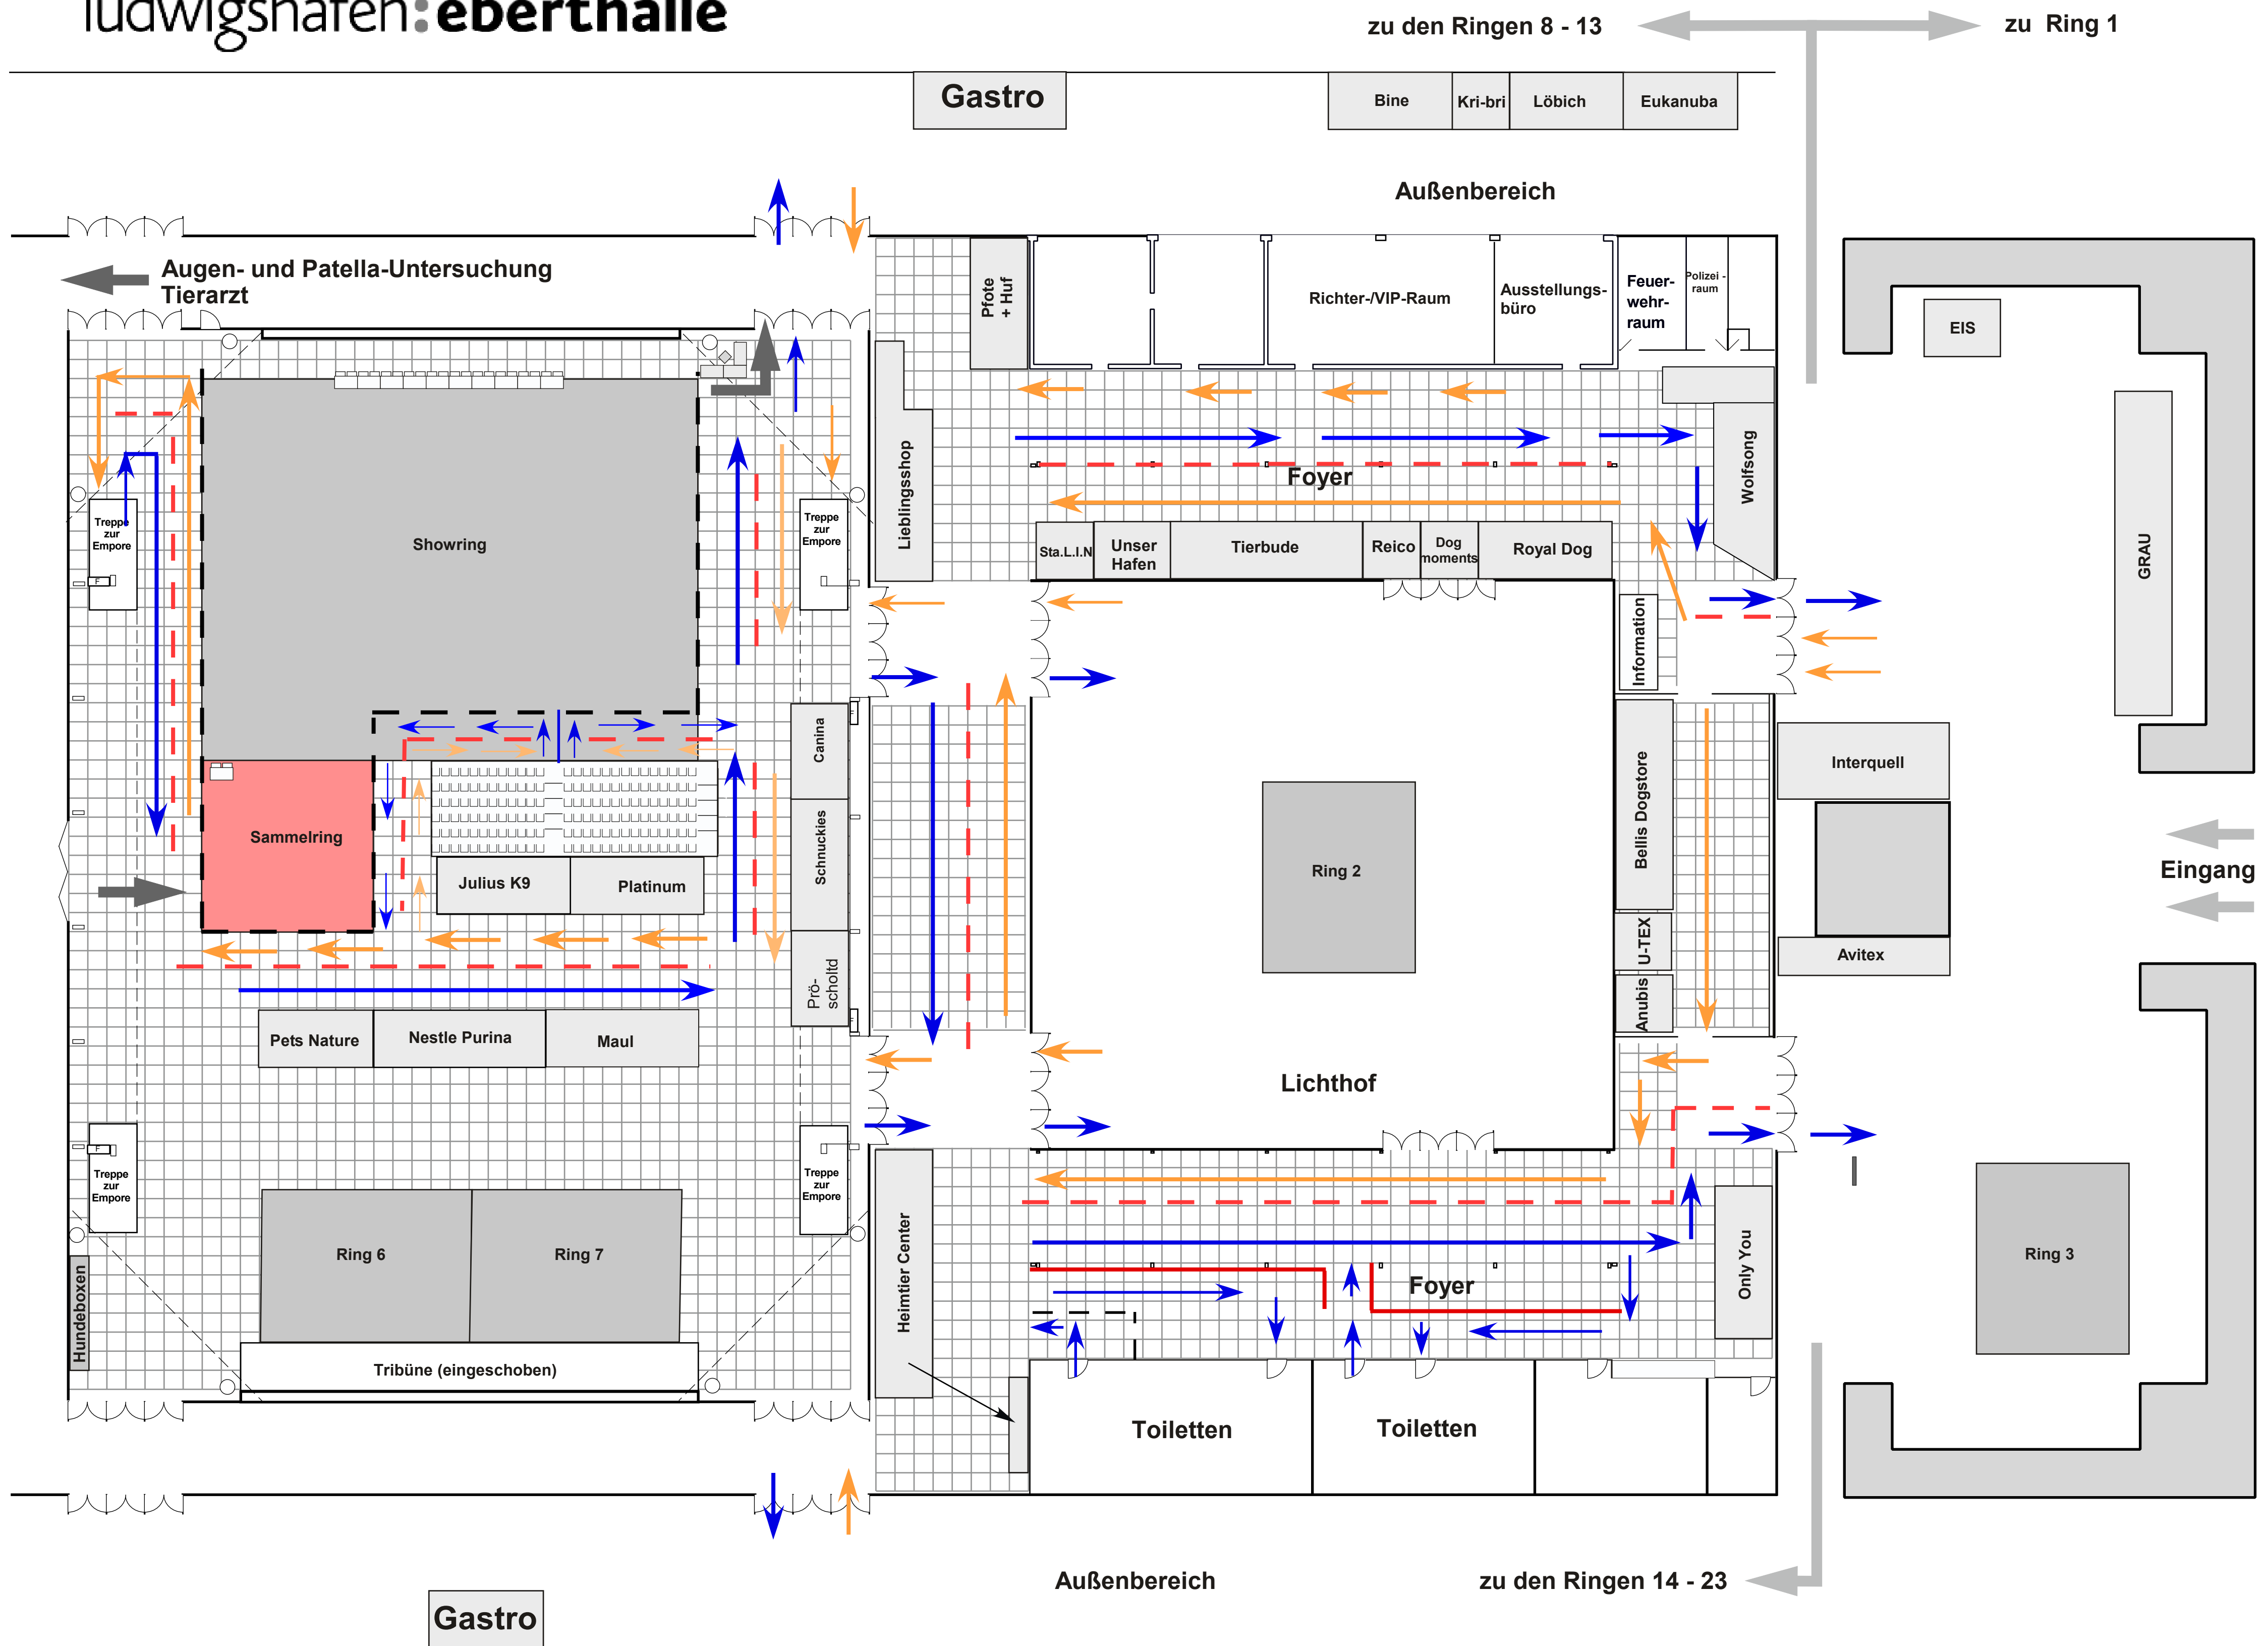 ludwigshafen:eberthalle
zu den Ringen 8 - 13
zu Ring 1
Gastro
Bine
Kri-bri
Löbich
Eukanuba
Außenbereich
Augen- und Patella-Untersuchung
Tierarzt
Pfote
+ Huf
Richter-/VIP-Raum
Ausstellungs-
büro
Feuer-
wehr-
raum
Polizei -
raum
EIS
Lieblingsshop
Foyer
Wolfsong
GRAU
Treppe
zur
Empore
F
Showring
Treppe
zur
Empore
Sta.L.I.N
Unser
Hafen
Tierbude
Reico
Dog
moments
Royal Dog
Information
Canina
Schnuckies
Prö-
scholtd
Sammelring
Julius K9
Platinum
Ring 2
Bellis Dogstore
U-TEX
Anubis
Interquell
Avitex
Eingang
Pets Nature
Nestle Purina
Maul
Lichthof
Treppe
zur
Empore
F
Treppe
zur
Empore
Ring 6
Ring 7
Hundeboxen
Tribüne (eingeschoben)
Heimtier Center
Foyer
Only You
Ring 3
Toiletten
Toiletten
Außenbereich
zu den Ringen 14 - 23
Gastro